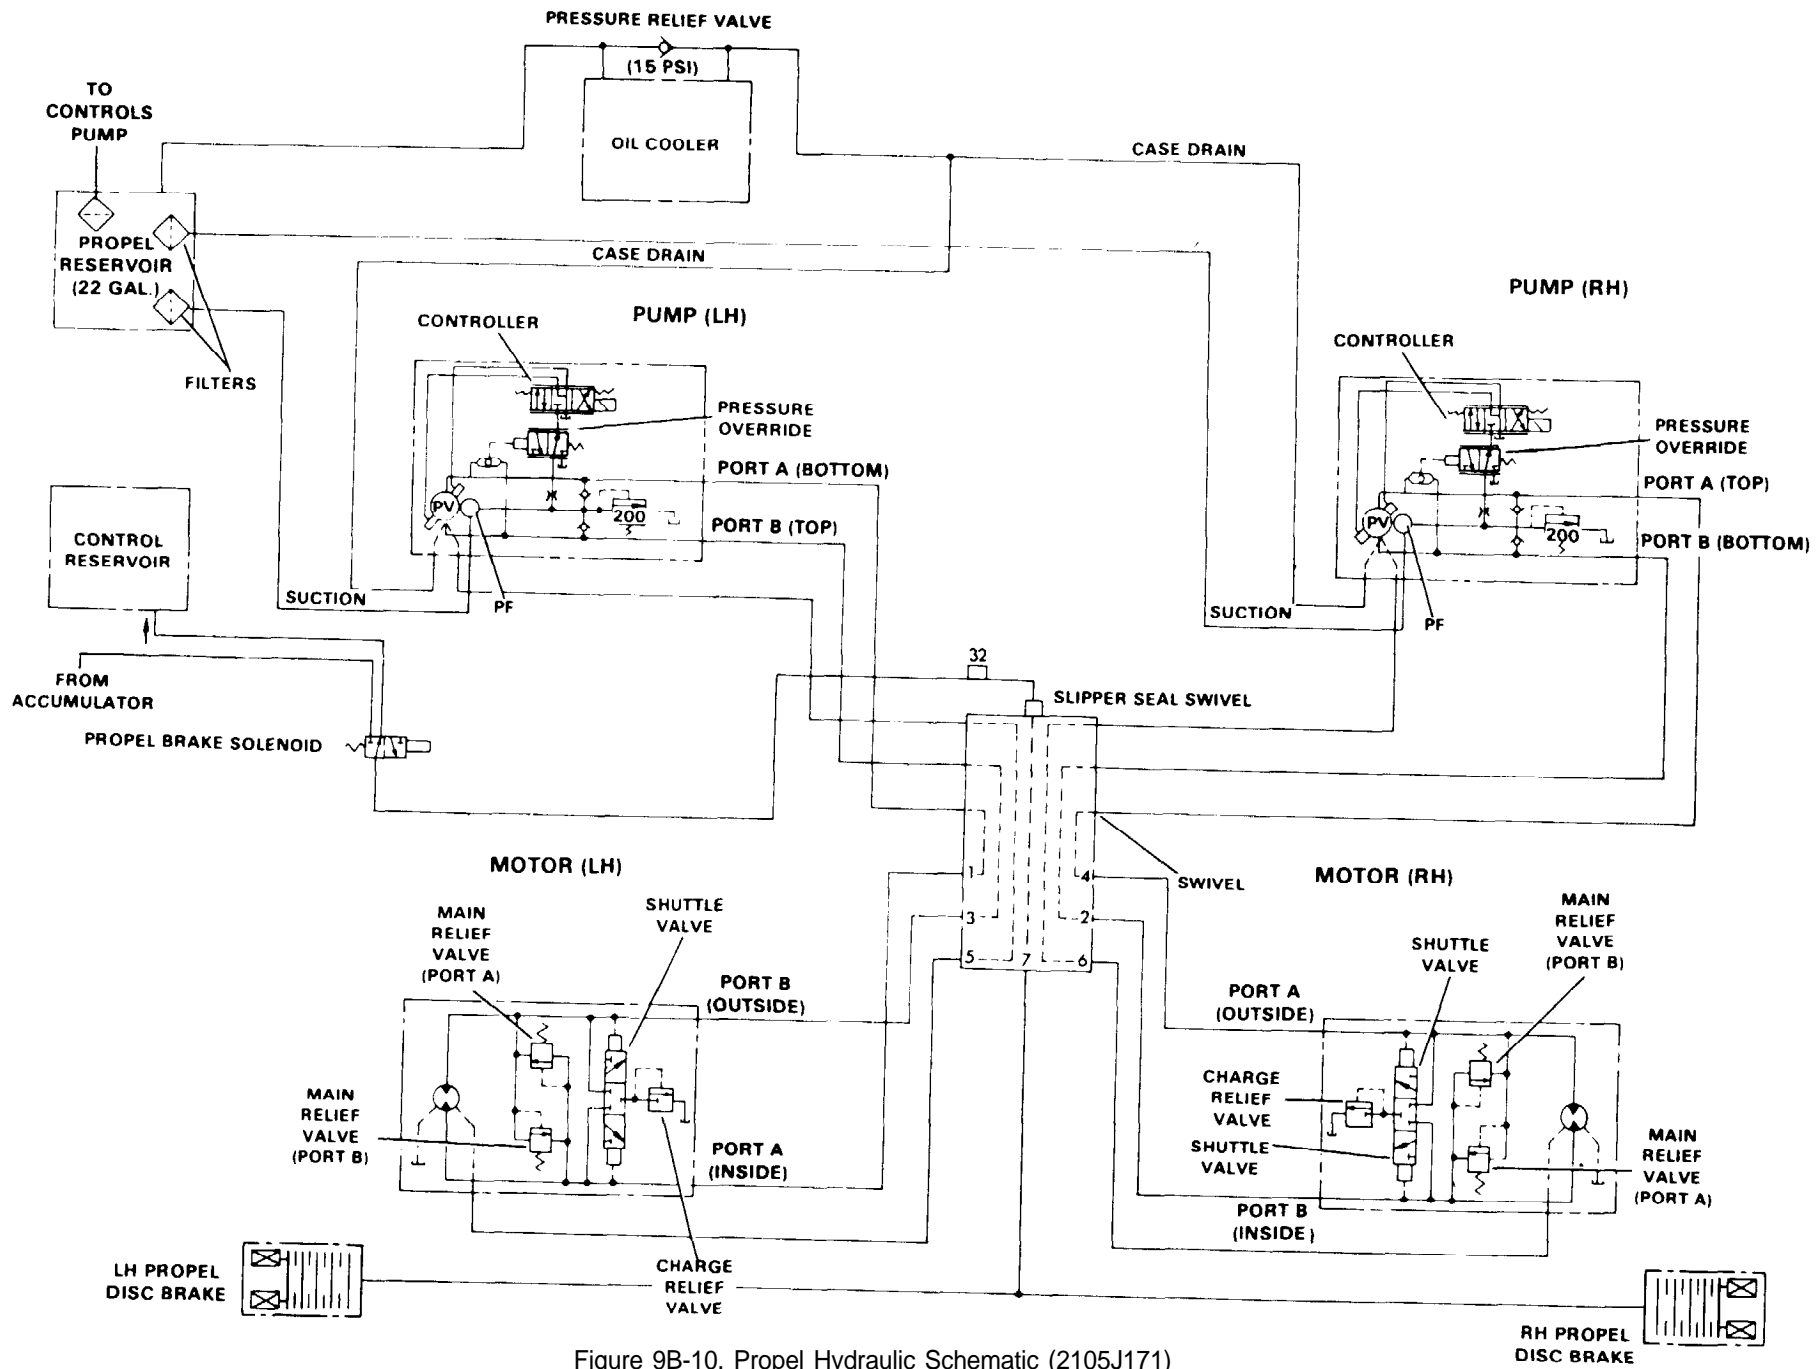 PRESSURE RELIEF VALVE
(15 PSI)
OIL COOLER
TO
CONTROLS
PUMP
CASE DRAIN
PROPEL
RESERVOIR
(22 GAL.)
FILTERS
CASE DRAIN
PUMP (LH)
CONTROLLER
PRESSURE
OVERRIDE
PORT A (BOTTOM)
PORT B (TOP)
PV
200
PF
SUCTION
PUMP (RH)
CONTROLLER
PRESSURE
OVERRIDE
PORT A (TOP)
PORT B (BOTTOM)
PV
200
PF
SUCTION
CONTROL
RESERVOIR
FROM
ACCUMULATOR
PROPEL BRAKE SOLENOID
32
SLIPPER SEAL SWIVEL
SWIVEL
1
4
3
2
5
7
6
MOTOR (LH)
MAIN
RELIEF
VALVE
(PORT A)
SHUTTLE
VALVE
PORT B
(OUTSIDE)
MAIN
RELIEF
VALVE
(PORT B)
PORT A
(INSIDE)
CHARGE
RELIEF
VALVE
MOTOR (RH)
MAIN
RELIEF
VALVE
(PORT B)
SHUTTLE
VALVE
PORT A
(OUTSIDE)
CHARGE
RELIEF
VALVE
SHUTTLE
VALVE
MAIN
RELIEF
VALVE
(PORT A)
PORT B
(INSIDE)
LH PROPEL
DISC BRAKE
RH PROPEL
DISC BRAKE
Figure 9B-10. Propel Hydraulic Schematic (2105J171)